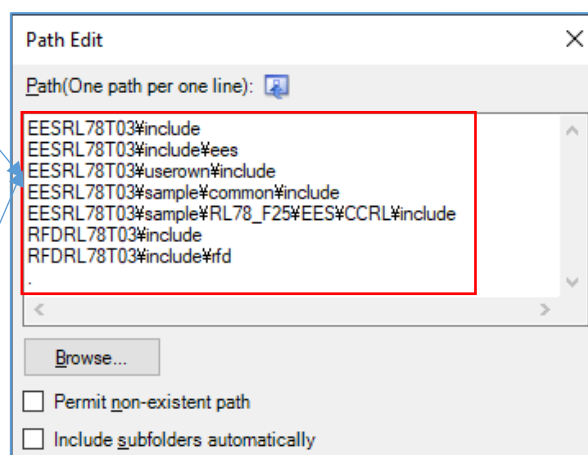 Path Edit
Path(One path per one line):
EESRL78T03¥include
EESRL78T03¥include¥ees
EESRL78T03¥userown¥include
EESRL78T03¥sample¥common¥include
EESRL78T03¥sample¥RL78_F25¥EES¥CCRL¥include
RFDRL78T03¥include
RFDRL78T03¥include¥rfd
.
Browse...
Permit non-existent path
Include subfolders automatically